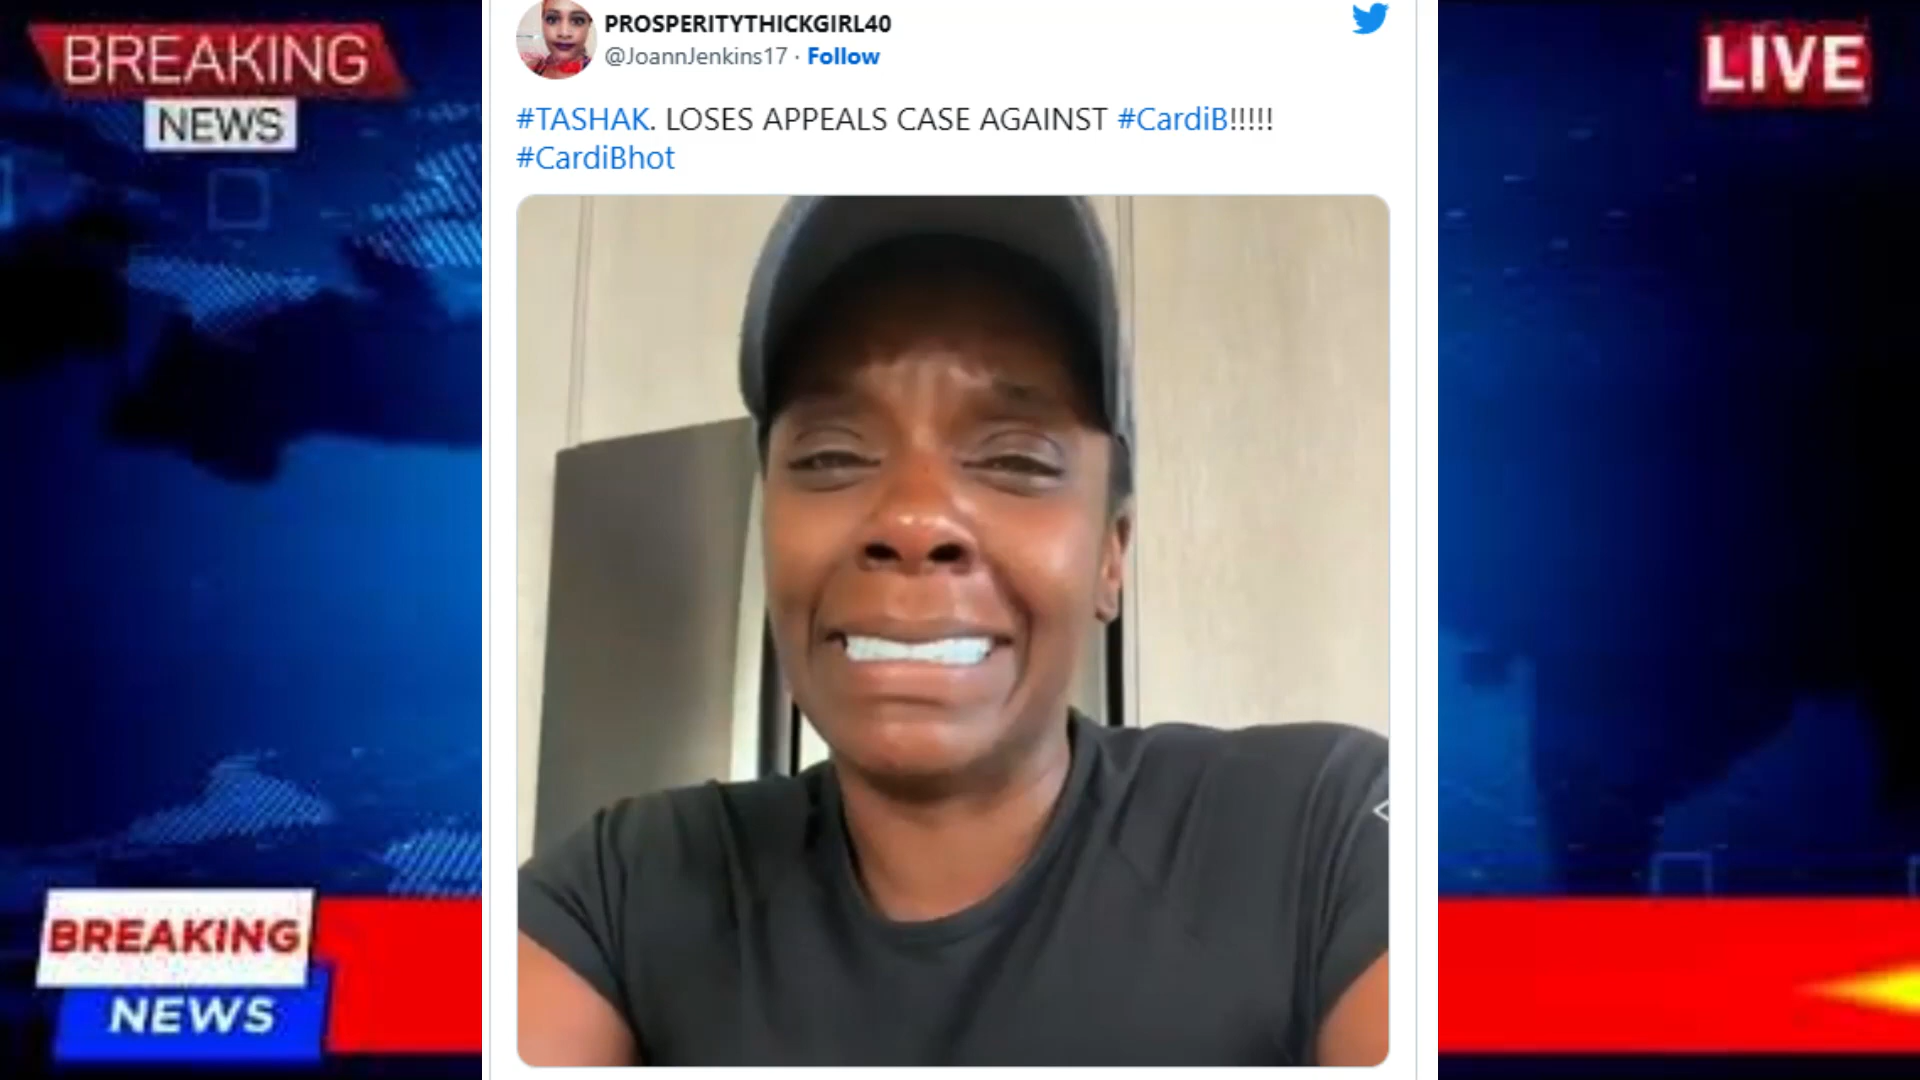 BREAKING
NEWS
PROSPERITYTHICKGIRL40
@JoannJenkins17 · Follow
#TASHAK. LOSES APPEALS CASE AGAINST #CardiB!!!!!
#CardiBhot
LIVE
BREAKING
NEWS